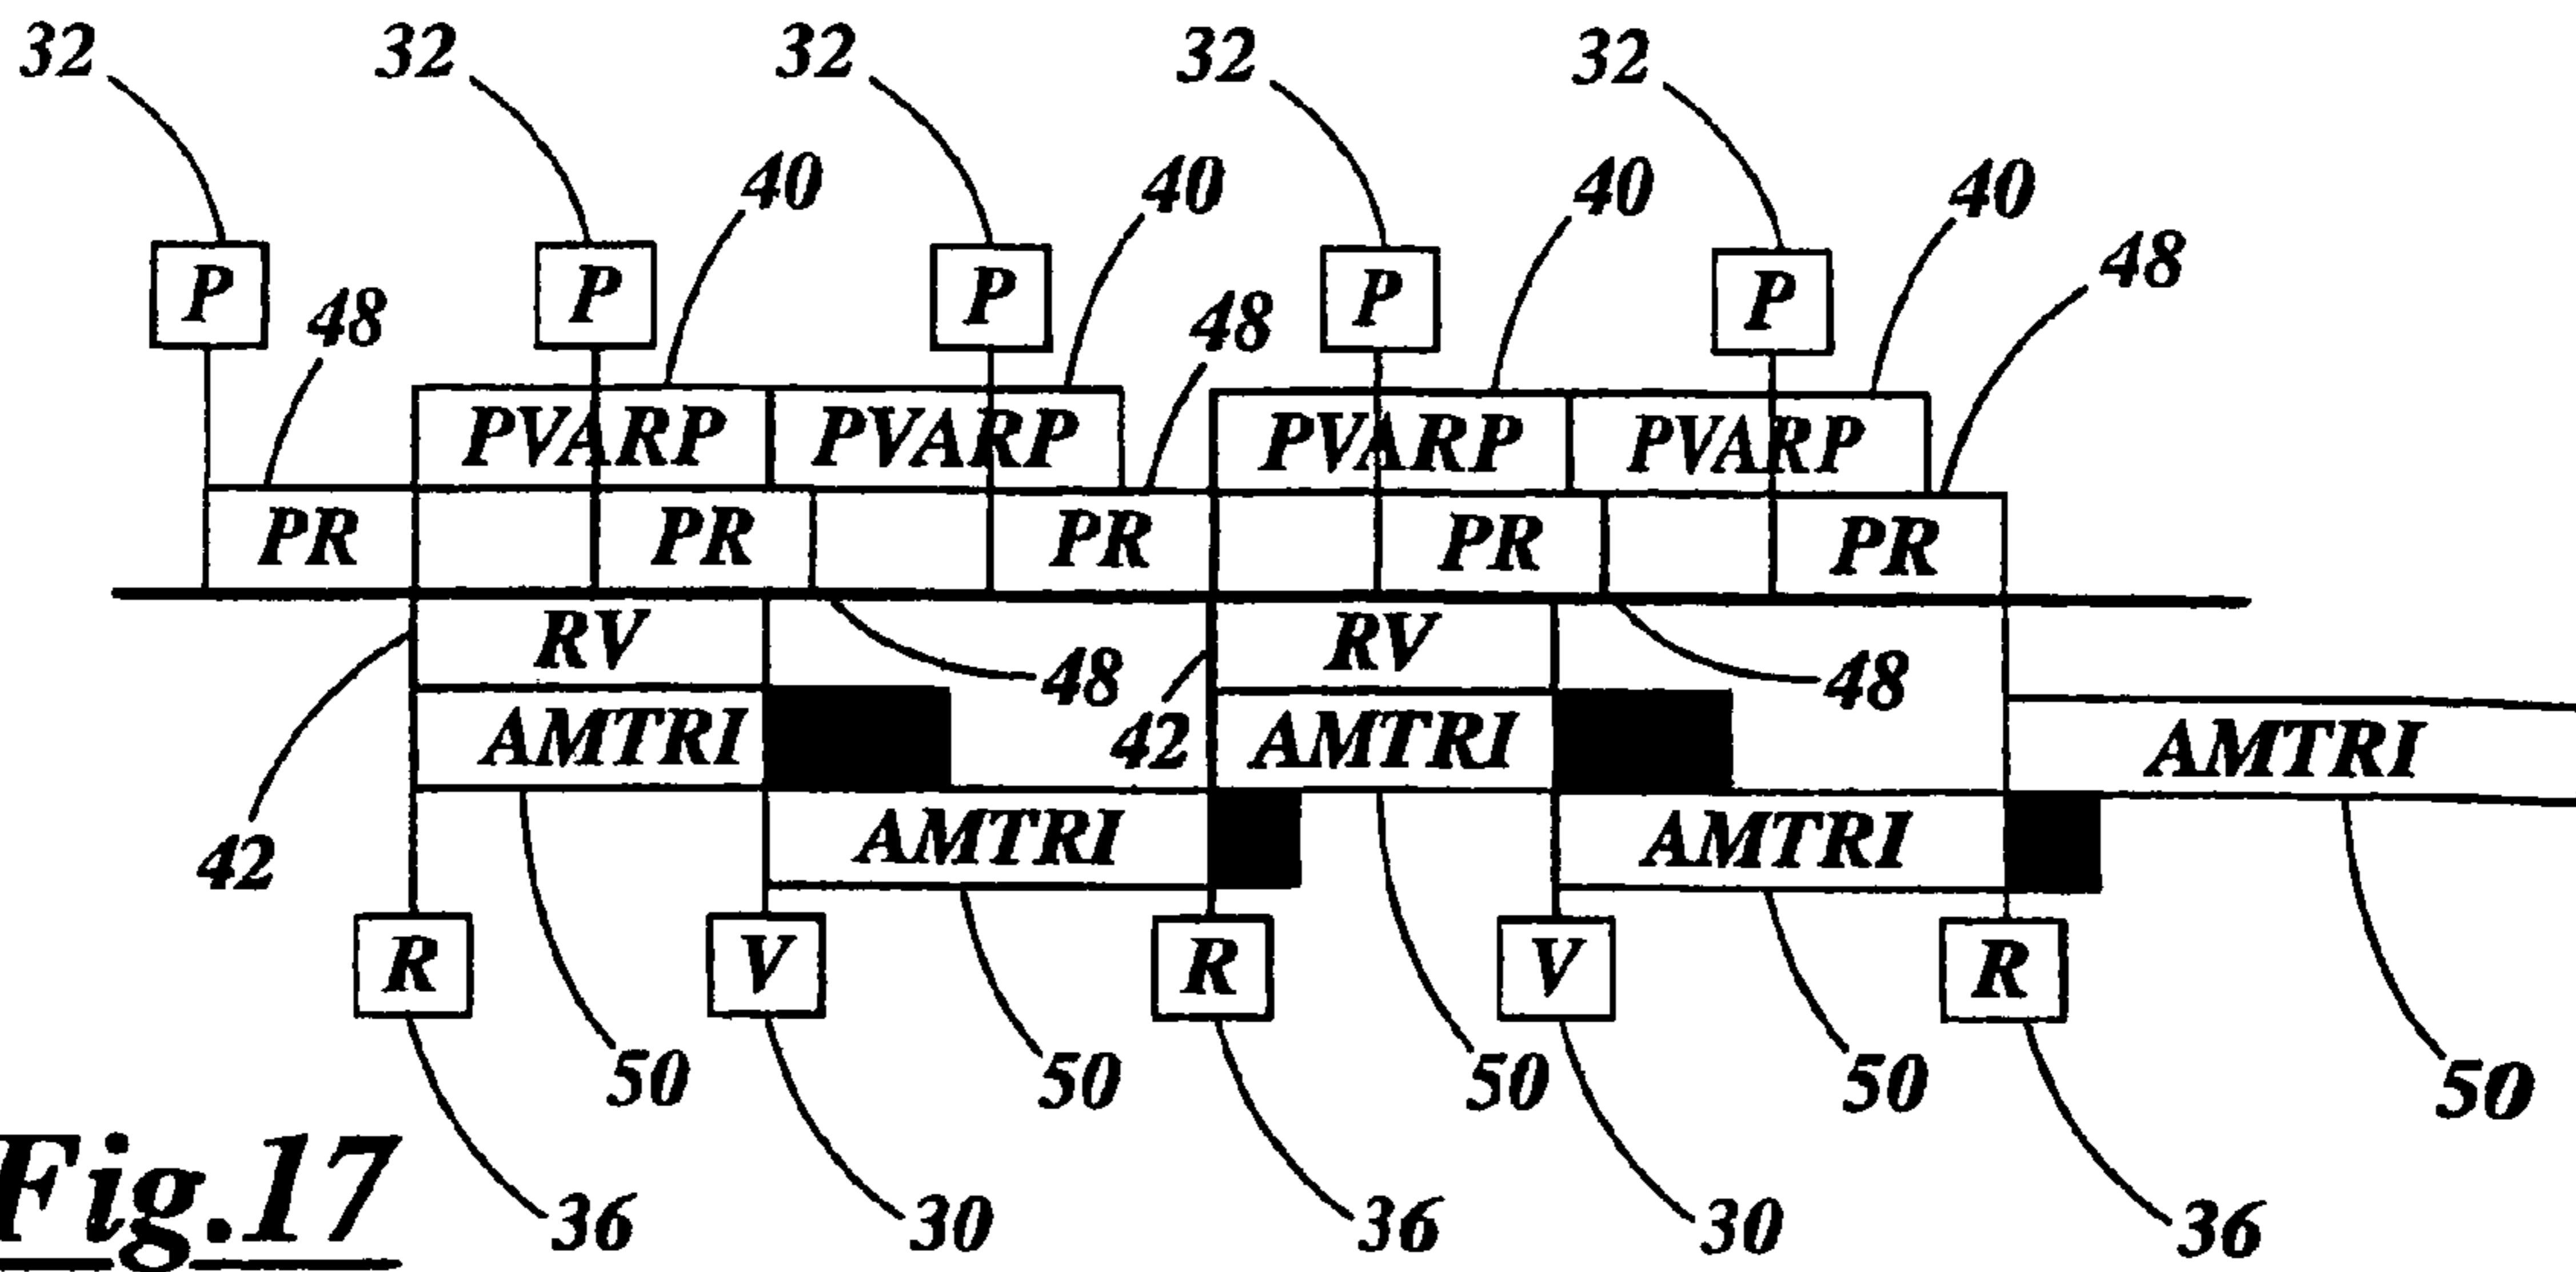 32 32 32 32 32
40 40 40 40
48 48 48
P P P P P
PVARP PVARP PVARP PVARP
PR PR PR PR PR
RV RV
48 48
42
AMTRI AMTRI AMTRI
AMTRI AMTRI
42
R V R V R
50 50 50 50 50
36 30 36 30 36
Fig.17